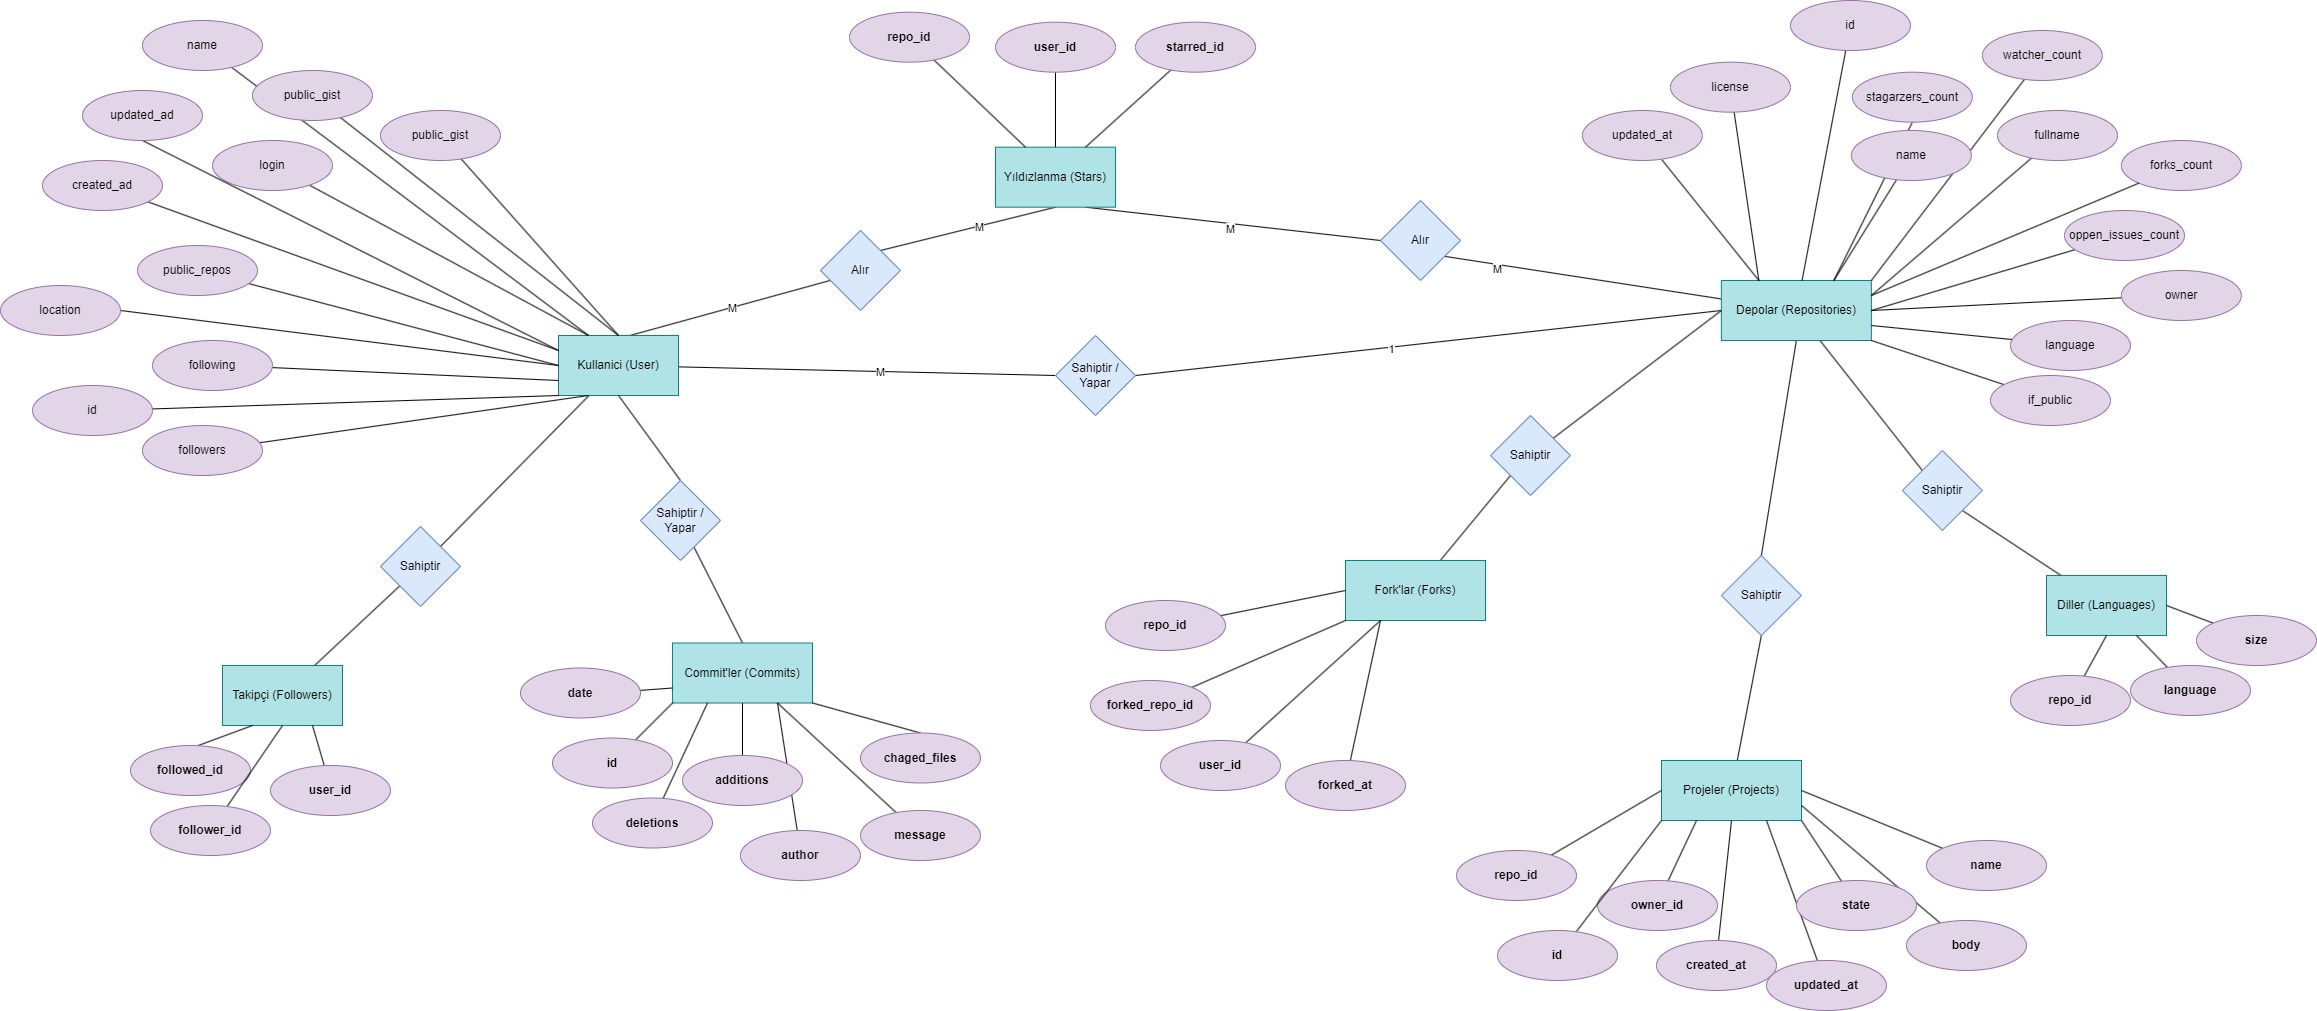 name
public_gist
updated_ad
public_gist
login
created_ad
public_repos
location
following
id
followers
Kullanici (User)
repo_id
user_id
starred_id
Yıldızlanma (Stars)
M
Alır
M
M
Alır
M
id
watcher_count
license
stagarzers_count
updated_at
name
fullname
forks_count
oppen_issues_count
owner
language
if_public
Depolar (Repositories)
M
Sahiptir /
Yapar
1
Sahiptir
Sahiptir /
Yapar
Sahiptir
Sahiptir
Sahiptir
Takipçi (Followers)
followed_id
user_id
follower_id
Commit'ler (Commits)
date
id
additions
chaged_files
deletions
message
author
Fork'lar (Forks)
repo_id
forked_repo_id
user_id
forked_at
Diller (Languages)
size
language
repo_id
Projeler (Projects)
name
repo_id
owner_id
state
body
id
created_at
updated_at